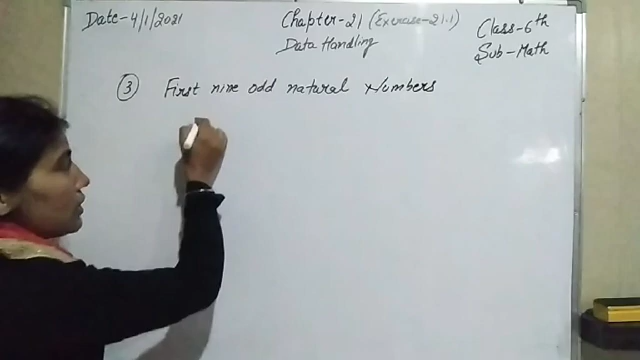 Date-4/1/2021
Chapter-21 (Exercise-21.1)
Data Handling
Class-6th
Sub-Math
③ First nine odd natural Numbers